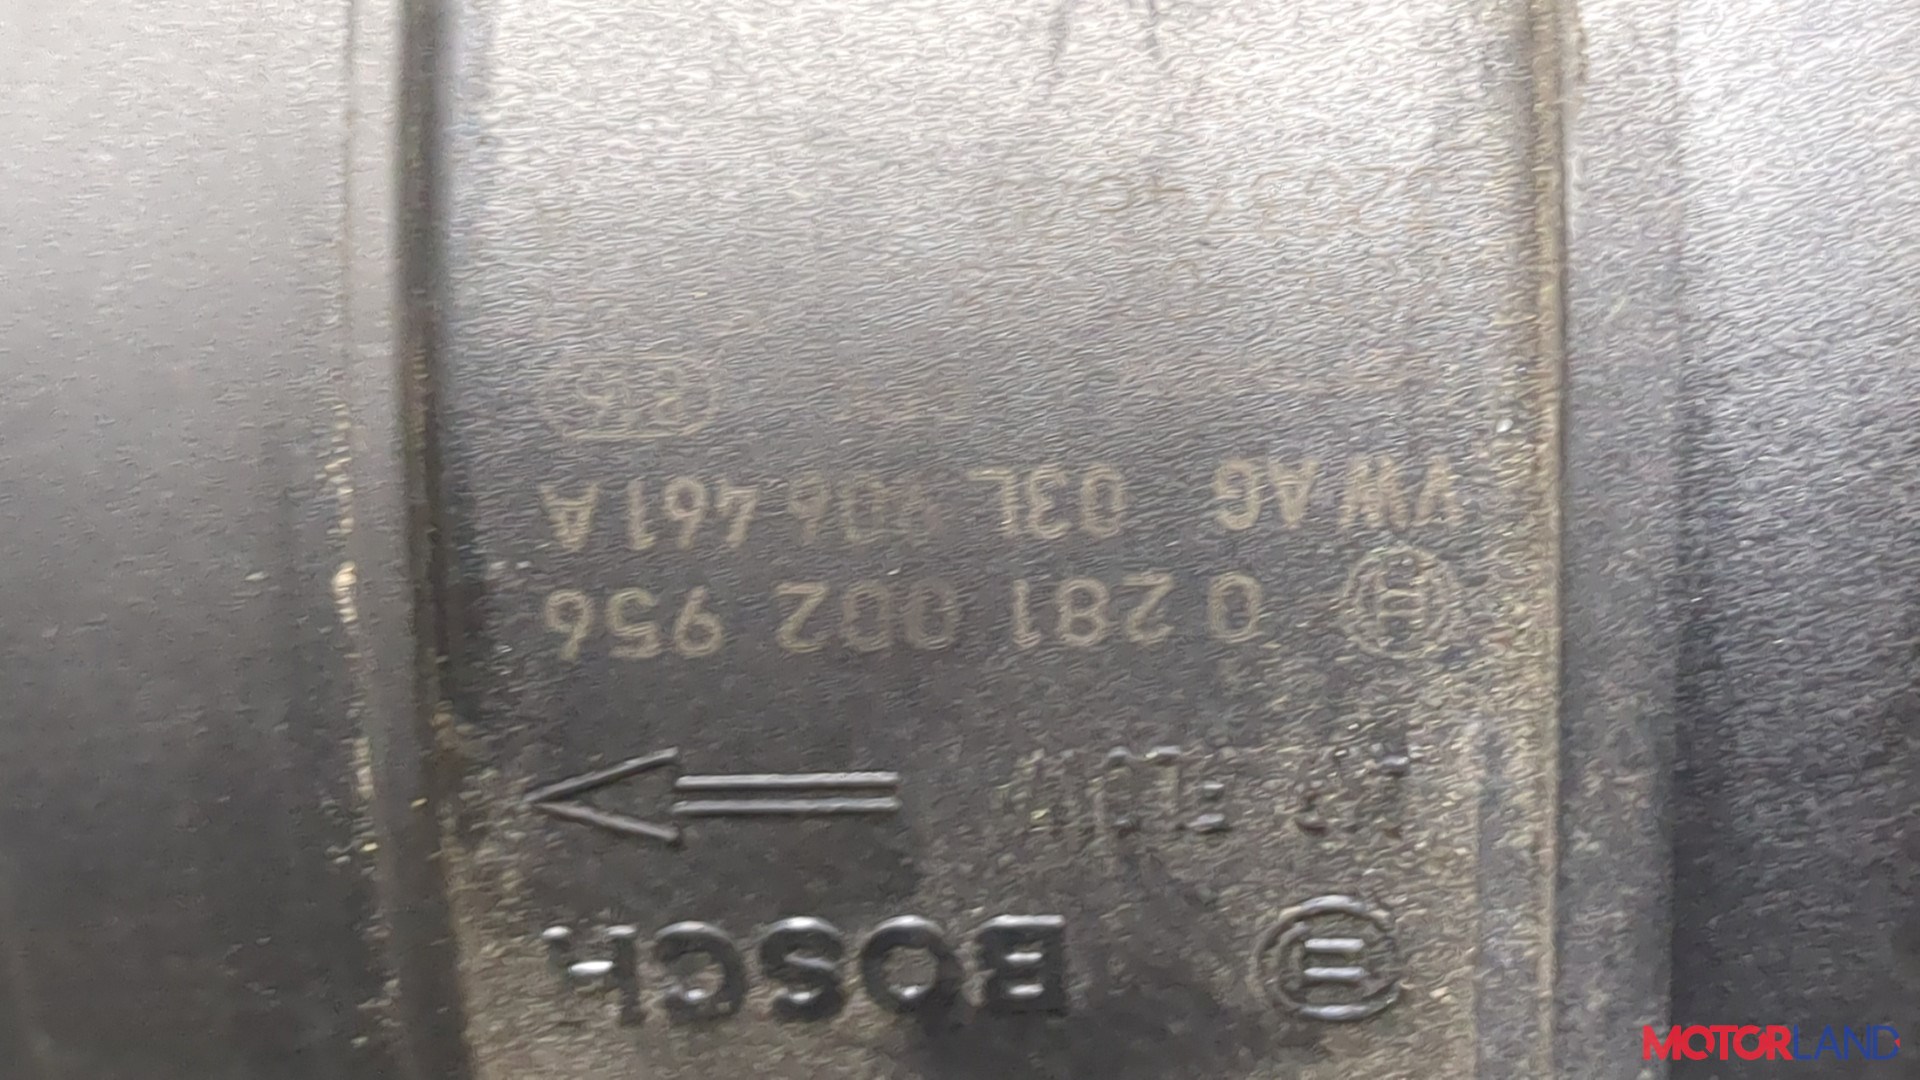 BOSCH
0 281 002 956
VW AG 03L 906 461A
MOTORLAND